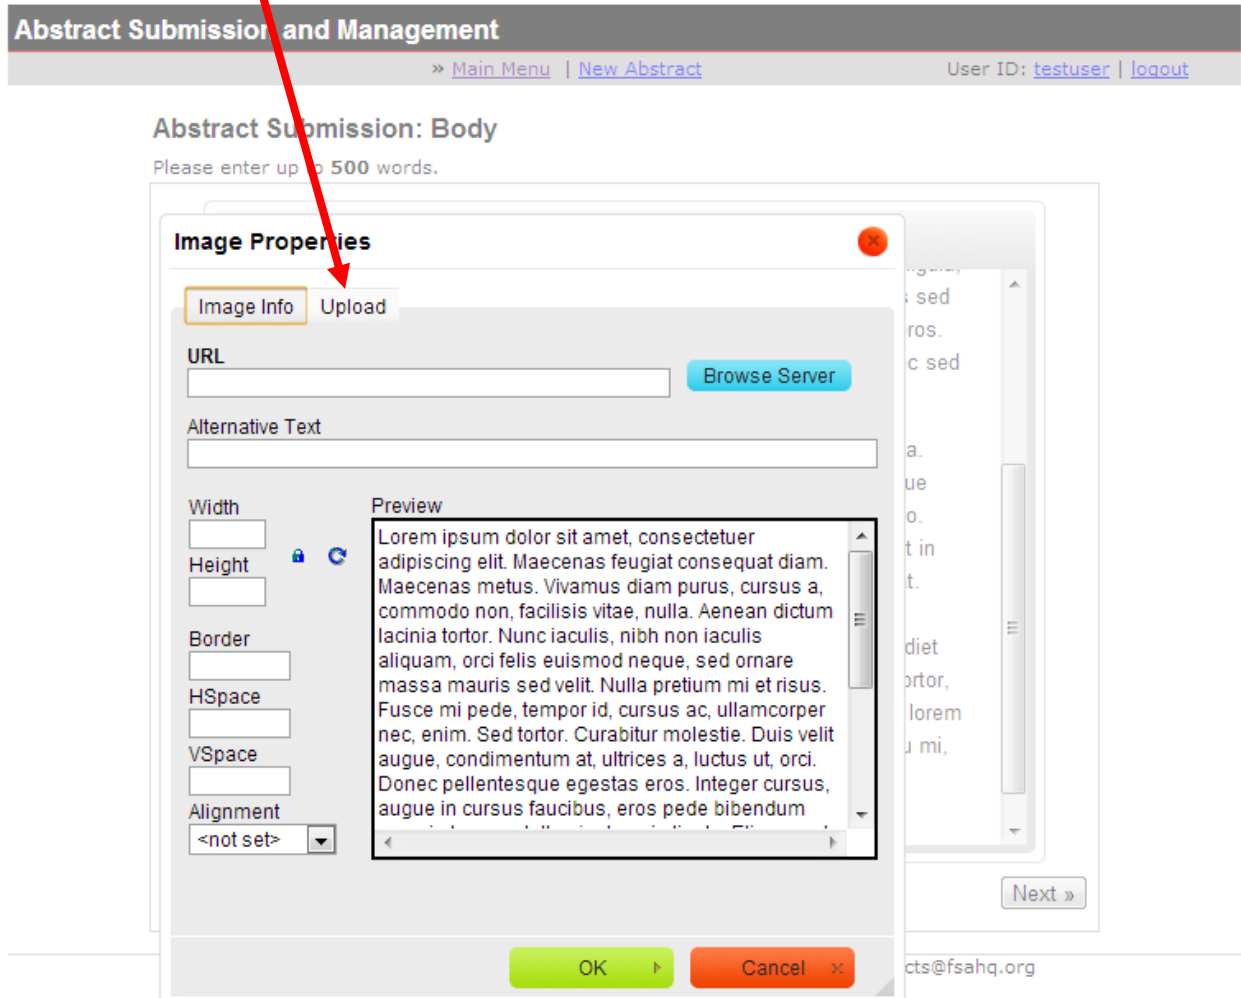 Abstract Submission and Management
» Main Menu | New Abstract
User ID: testuser | logout
Abstract Submission: Body
Please enter up to 500 words.
Image Properties
Image Info Upload
URL
Browse Server
Alternative Text
Width
Height
Border
HSpace
VSpace
Alignment
<not set>
Preview
Lorem ipsum dolor sit amet, consectetuer
adipiscing elit. Maecenas feugiat consequat diam.
Maecenas metus. Vivamus diam purus, cursus a,
commodo non, facilisis vitae, nulla. Aenean dictum
lacinia tortor. Nunc iaculis, nibh non iaculis
aliquam, orci felis euismod neque, sed ornare
massa mauris sed velit. Nulla pretium mi et risus.
Fusce mi pede, tempor id, cursus ac, ullamcorper
nec, enim. Sed tortor. Curabitur molestie. Duis velit
augue, condimentum at, ultrices a, luctus ut, orci.
Donec pellentesque egestas eros. Integer cursus,
augue in cursus faucibus, eros pede bibendum
OK
Cancel
sed
ros.
c sed
a.
ue
o.
t in
t.
diet
ortor,
lorem
u mi,
Next »
cts@fsahq.org